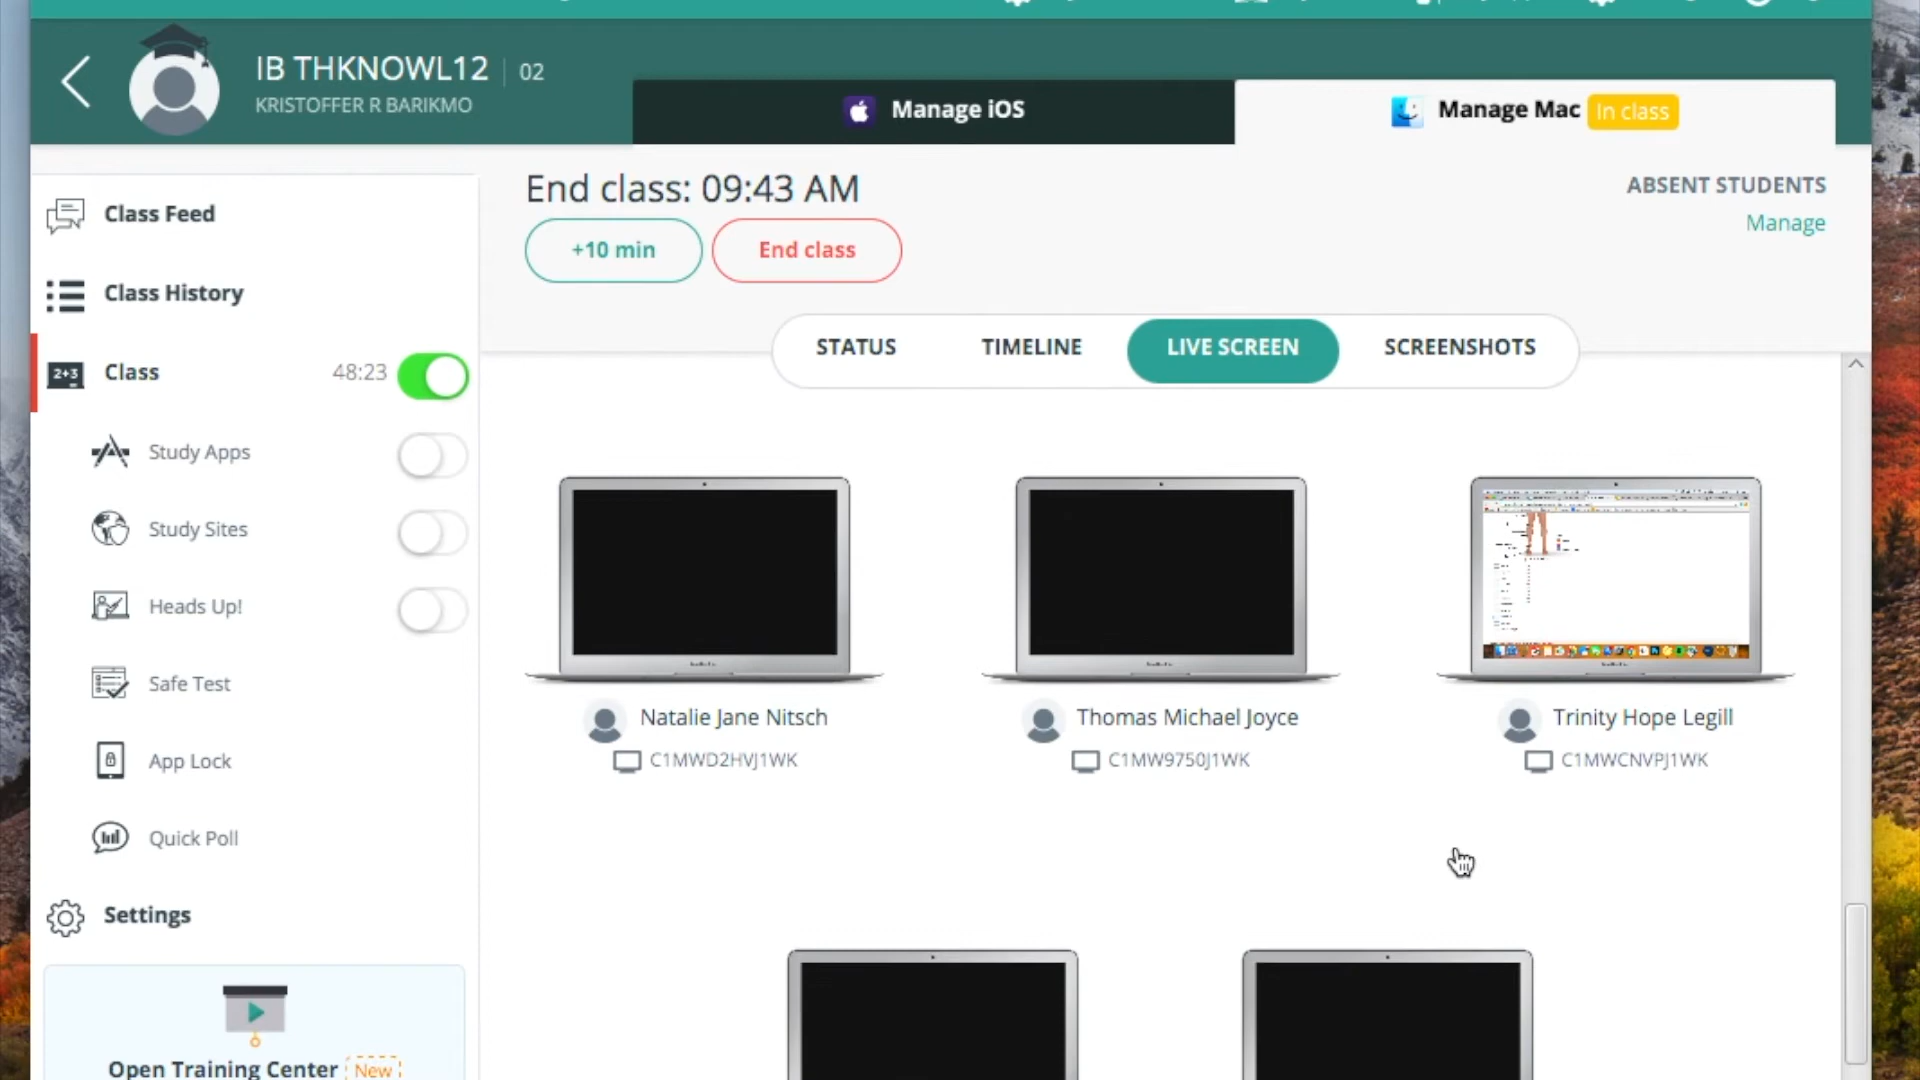 IB THKNOWL12 | 02
KRISTOFFER R BARIKMO
Manage iOS
Manage Mac In class
End class: 09:43 AM
+10 min End class
ABSENT STUDENTS
Manage
Class Feed
Class History
2+3 Class 48:23
Study Apps
Study Sites
Heads Up!
Safe Test
App Lock
Quick Poll
Settings
Open Training Center New
STATUS TIMELINE LIVE SCREEN SCREENSHOTS
Natalie Jane Nitsch
C1MWD2HVJ1WK
Thomas Michael Joyce
C1MW9750J1WK
Trinity Hope Legill
C1MWCNVPJ1WK